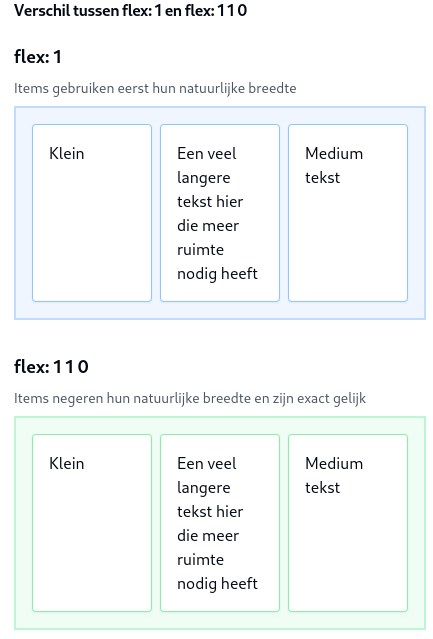 Verschil tussen flex: 1 en flex: 1 1 0
flex: 1
Items gebruiken eerst hun natuurlijke breedte
Klein
Een veel
langere
tekst hier
die meer
ruimte
nodig heeft
Medium
tekst
flex: 1 1 0
Items negeren hun natuurlijke breedte en zijn exact gelijk
Klein
Een veel
langere
tekst hier
die meer
ruimte
nodig heeft
Medium
tekst